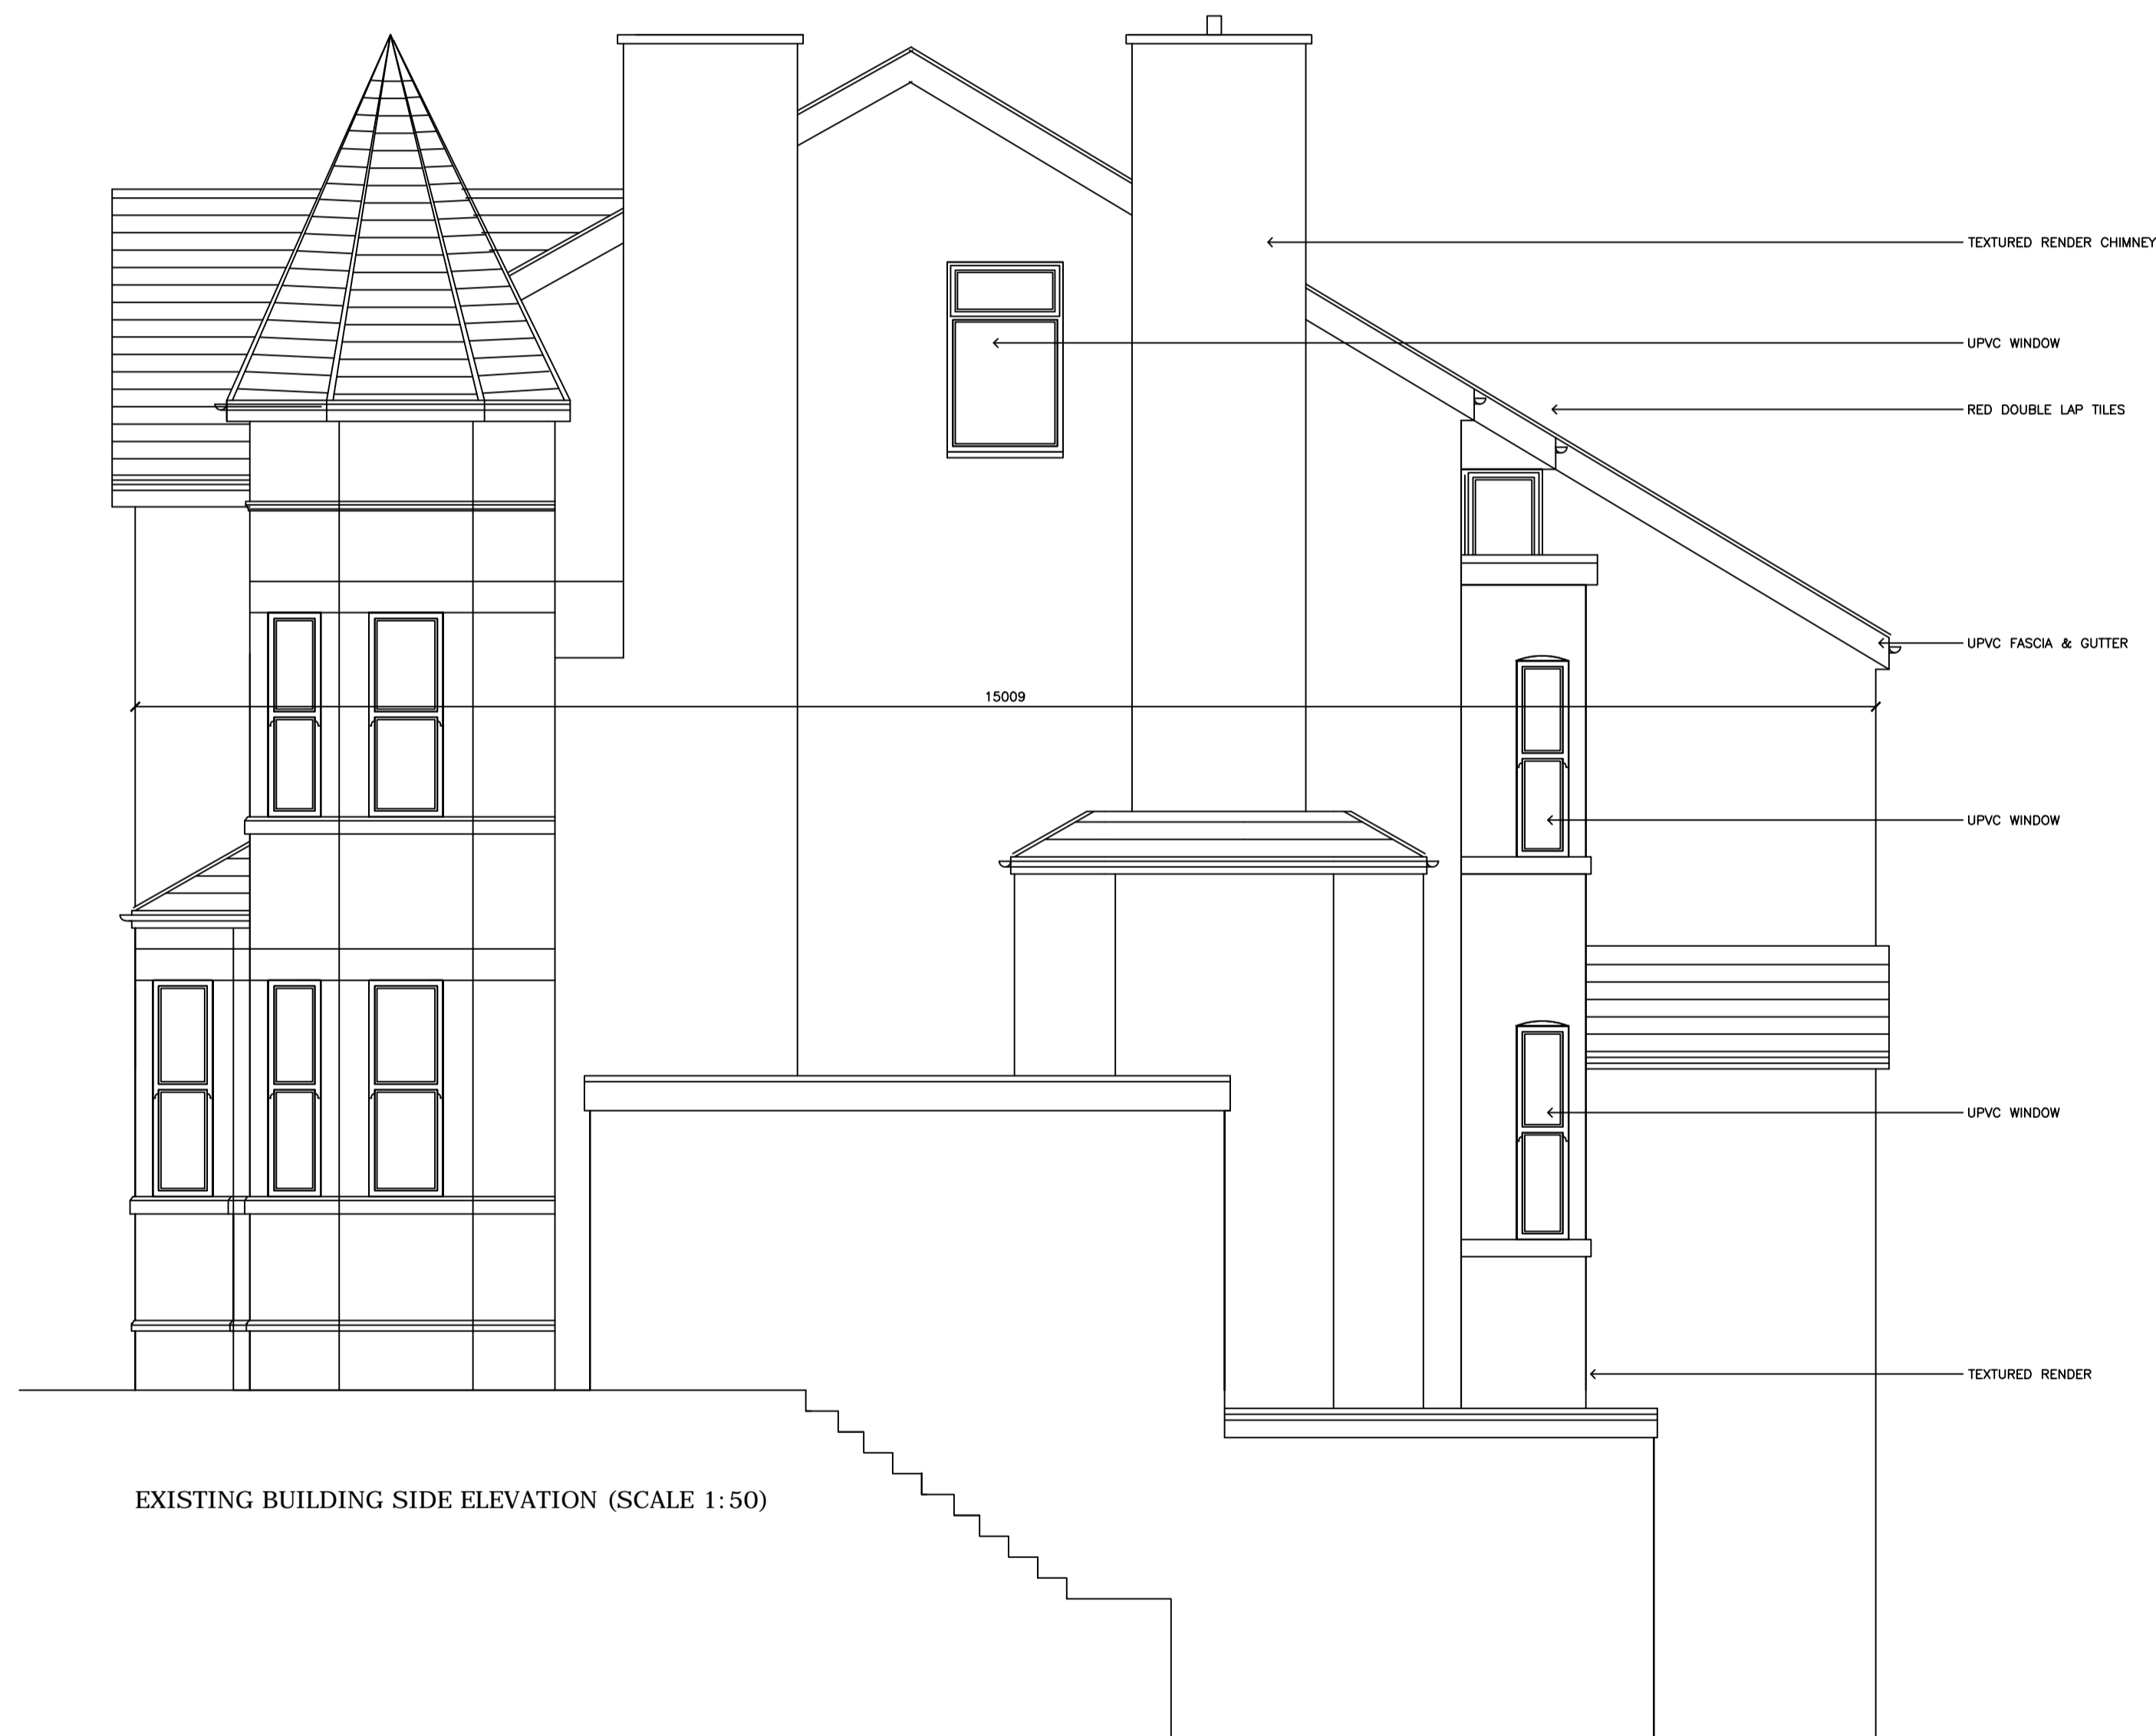 TEXTURED RENDER CHIMNEY
UPVC WINDOW
RED DOUBLE LAP TILES
UPVC FASCIA & GUTTER
15009
UPVC WINDOW
UPVC WINDOW
TEXTURED RENDER
EXISTING BUILDING SIDE ELEVATION (SCALE 1:50)